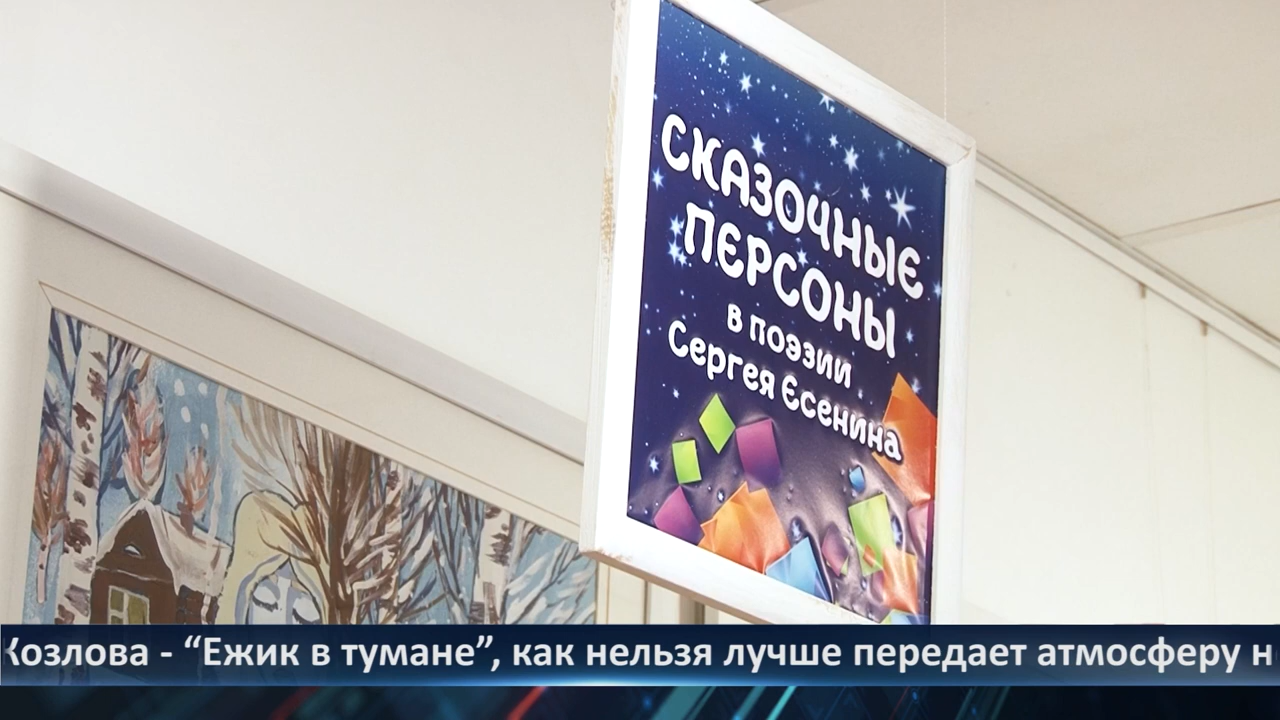 СКАЗОЧНЫЕ
ПЕРСОНЫ
в поэзии
Сергея Есенина
Козлова - “Ежик в тумане”, как нельзя лучше передает атмосферу н